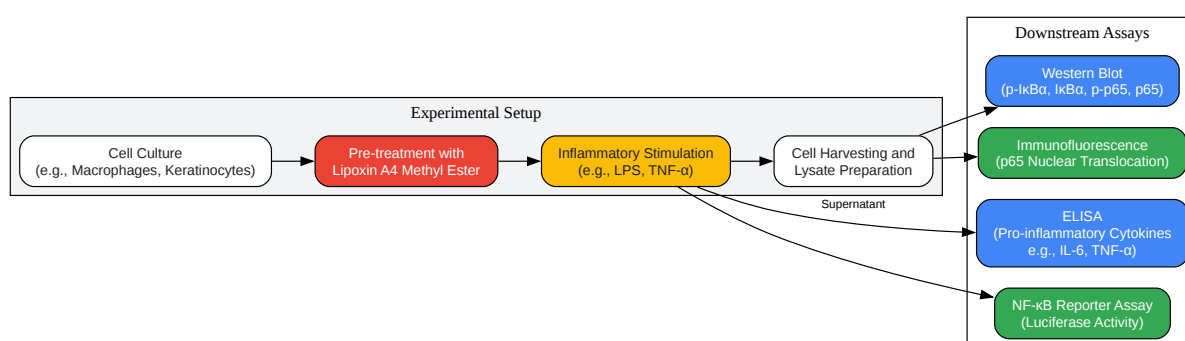 Downstream Assays
Western Blot
(p-IκBα, IκBα, p-p65, p65)
Experimental Setup
Cell Culture
(e.g., Macrophages, Keratinocytes)
Pre-treatment with
Lipoxin A4 Methyl Ester
Inflammatory Stimulation
(e.g., LPS, TNF-α)
Cell Harvesting and
Lysate Preparation
Immunofluorescence
(p65 Nuclear Translocation)
Supernatant
ELISA
(Pro-inflammatory Cytokines
e.g., IL-6, TNF-α)
NF-κB Reporter Assay
(Luciferase Activity)